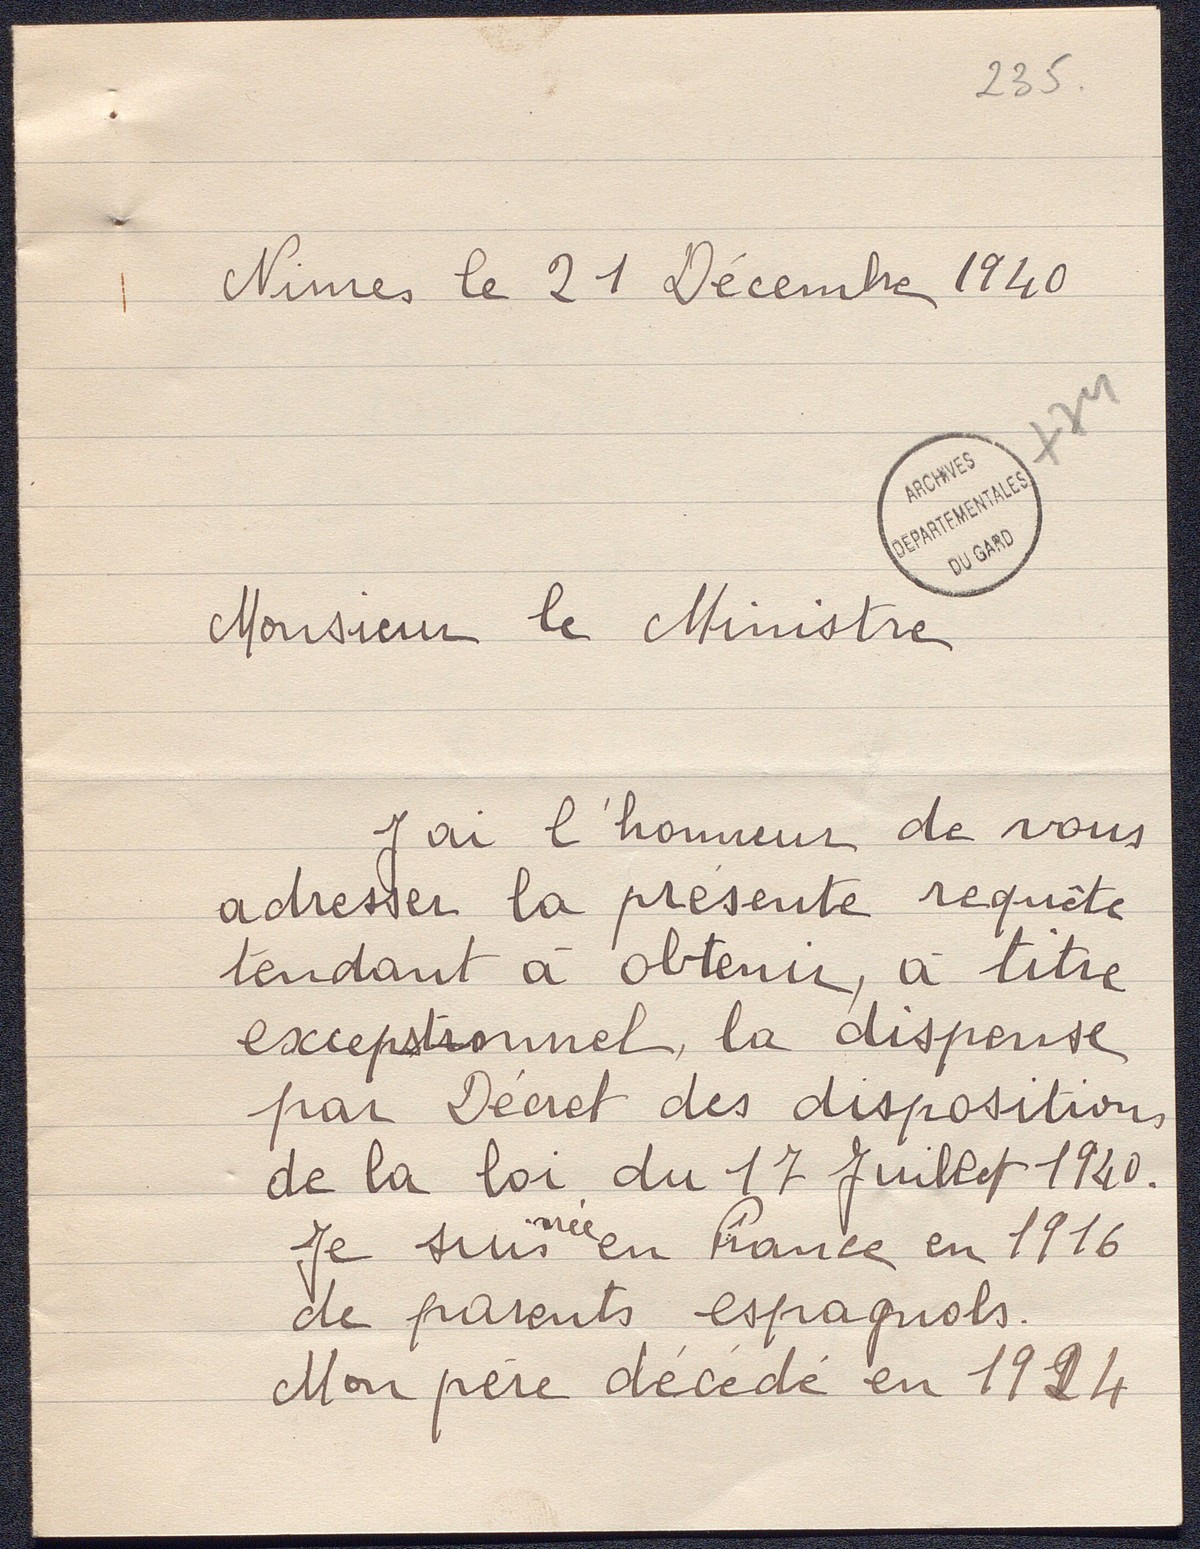 235.
Nimes le 21 Décembre 1940
ARCHIVES
DEPARTEMENTALES
DU GARD
Monsieur le Ministre
J'ai l'honneur de vous
adresser la présente requête
tendant à obtenir, à titre
exceptionnel, la dispense
par Décret des dispositions
de la loi du 17 Juillet 1940.
Je suis née en France en 1916
de parents espagnols.
Mon père décédé en 1924